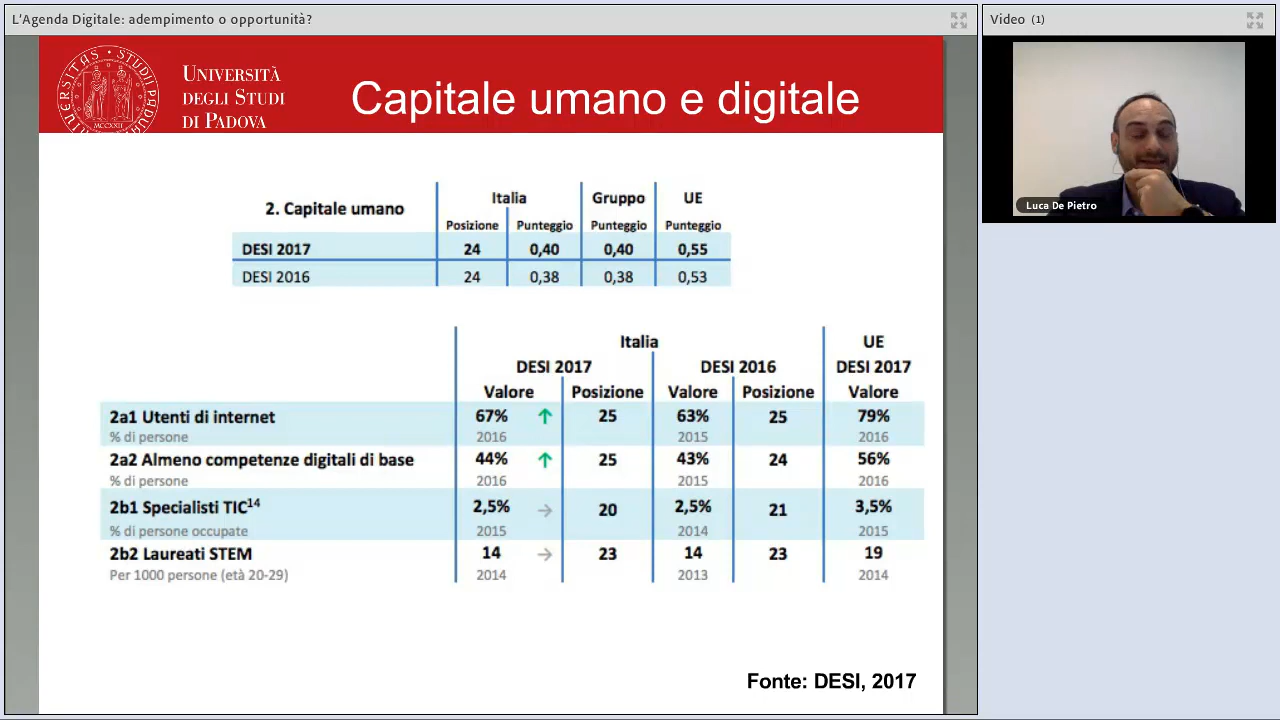 L'Agenda Digitale: adempimento o opportunità?
Video (1)
UNIVERSITAS STUDII PADUA
MCCXXII
UNIVERSITÀ
DEGLI STUDI
DI PADOVA
Capitale umano e digitale
Luca De Pietro
2. Capitale umano Italia Gruppo UE
Posizione Punteggio Punteggio Punteggio
DESI 2017 24 0,40 0,40 0,55
DESI 2016 24 0,38 0,38 0,53
Italia UE
DESI 2017 DESI 2016 DESI 2017
Valore Posizione Valore Posizione Valore
2a1 Utenti di internet 67% ↑ 25 63% 25 79%
% di persone 2016 2015 2016
2a2 Almeno competenze digitali di base 44% ↑ 25 43% 24 56%
% di persone 2016 2015 2016
2b1 Specialisti TIC14 2,5% → 20 2,5% 21 3,5%
% di persone occupate 2015 2014 2015
2b2 Laureati STEM 14 → 23 14 23 19
Per 1000 persone (età 20-29) 2014 2013 2014
Fonte: DESI, 2017